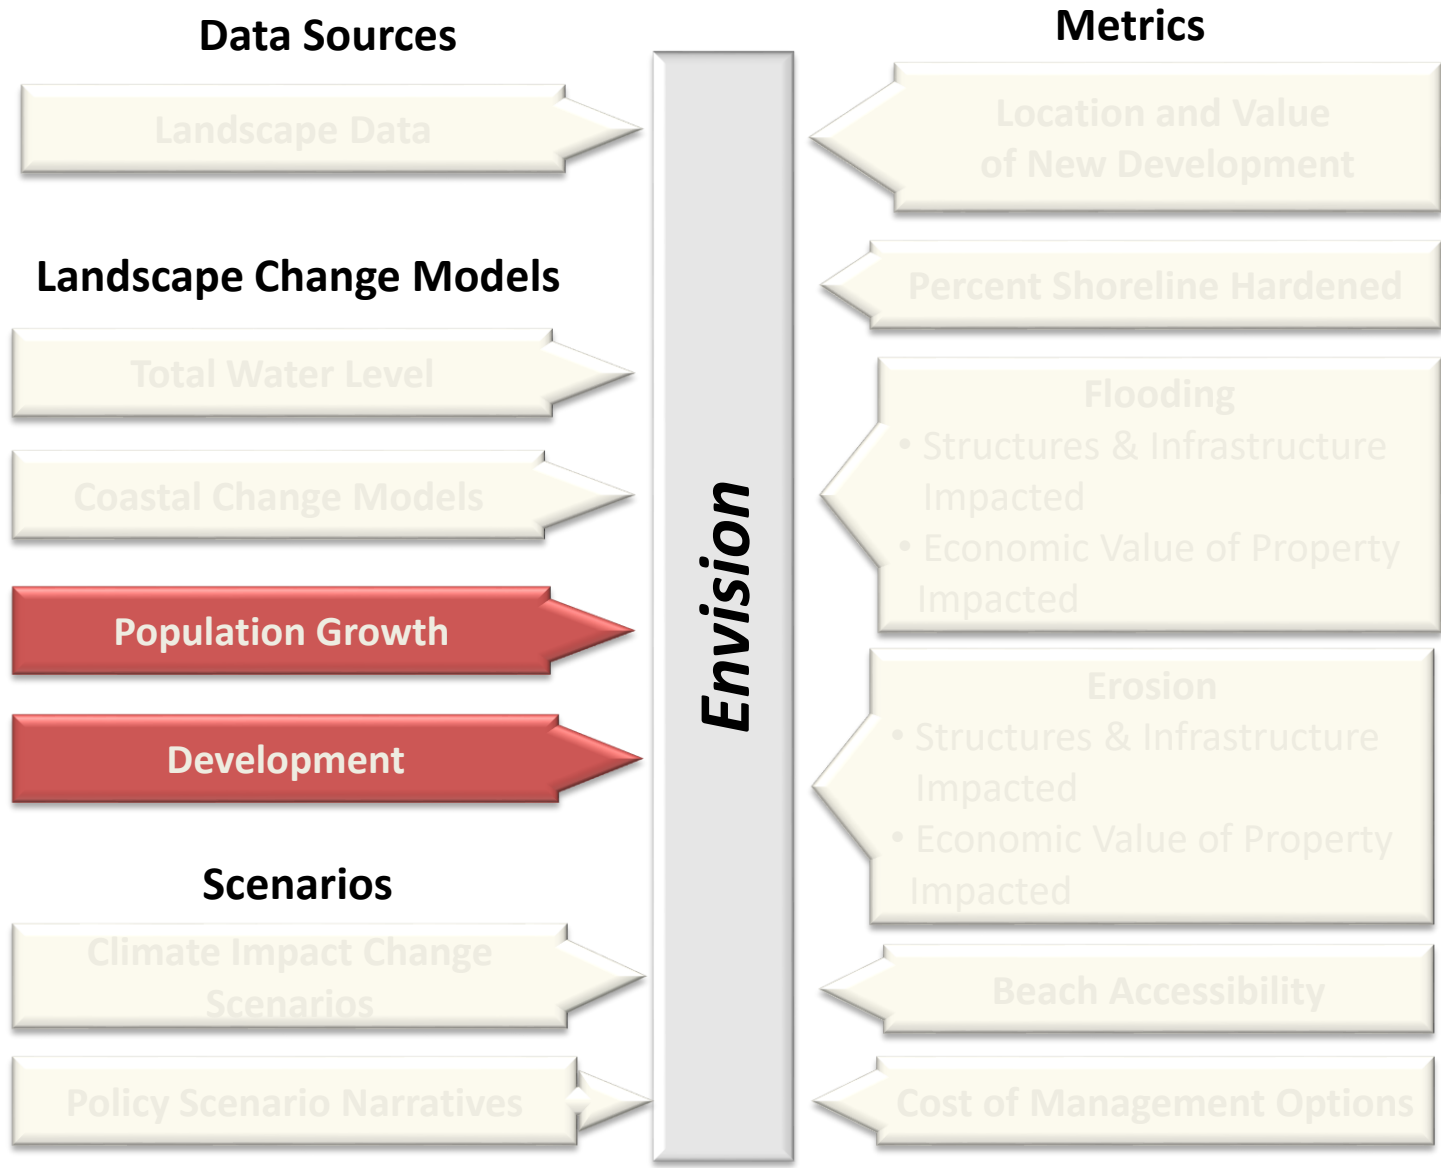 Data Sources
Landscape Data
Landscape Change Models
Total Water Level
Coastal Change Models
Population Growth
Development
Scenarios
Climate Impact Change
Scenarios
Policy Scenario Narratives
Envision
Metrics
Location and Value
of New Development
Percent Shoreline Hardened
Flooding
• Structures & Infrastructure
Impacted
• Economic Value of Property
Impacted
Erosion
• Structures & Infrastructure
Impacted
• Economic Value of Property
Impacted
Beach Accessibility
Cost of Management Options